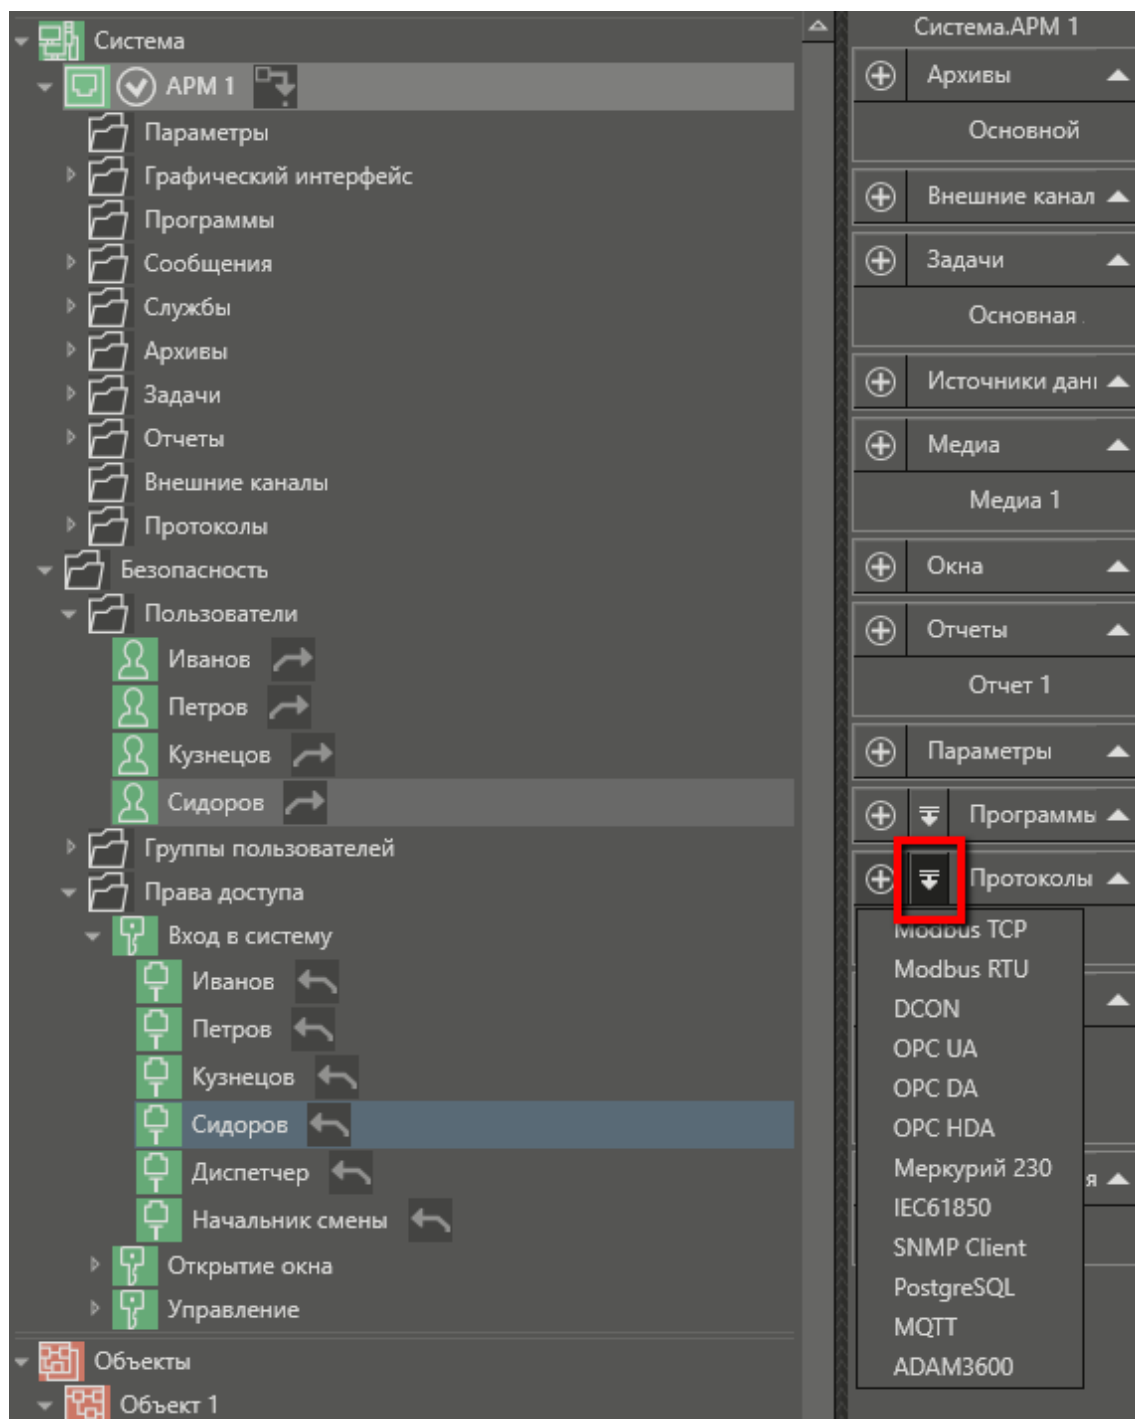 Система
АРМ 1
Параметры
Графический интерфейс
Программы
Сообщения
Службы
Архивы
Задачи
Отчеты
Внешние каналы
Протоколы
Безопасность
Пользователи
Иванов
Петров
Кузнецов
Сидоров
Группы пользователей
Права доступа
Вход в систему
Иванов
Петров
Кузнецов
Сидоров
Диспетчер
Начальник смены
Открытие окна
Управление
Объекты
Объект 1
Система.АРМ 1
Архивы
Основной
Внешние канал
Задачи
Основная
Источники дан
Медиа
Медиа 1
Окна
Отчеты
Отчет 1
Параметры
Программы
Протоколы
Modbus TCP
Modbus RTU
DCON
OPC UA
OPC DA
OPC HDA
Меркурий 230
я
IEC61850
SNMP Client
PostgreSQL
MQTT
ADAM3600